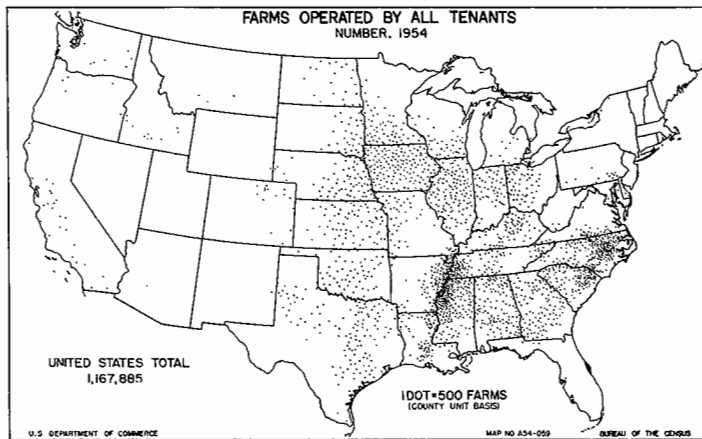 FARMS OPERATED BY ALL TENANTS
NUMBER, 1954
UNITED STATES TOTAL
1,167,885
1 DOT=500 FARMS
(COUNTY UNIT BASIS)
U.S. DEPARTMENT OF COMMERCE
MAP NO. A54-059
BUREAU OF THE CENSUS